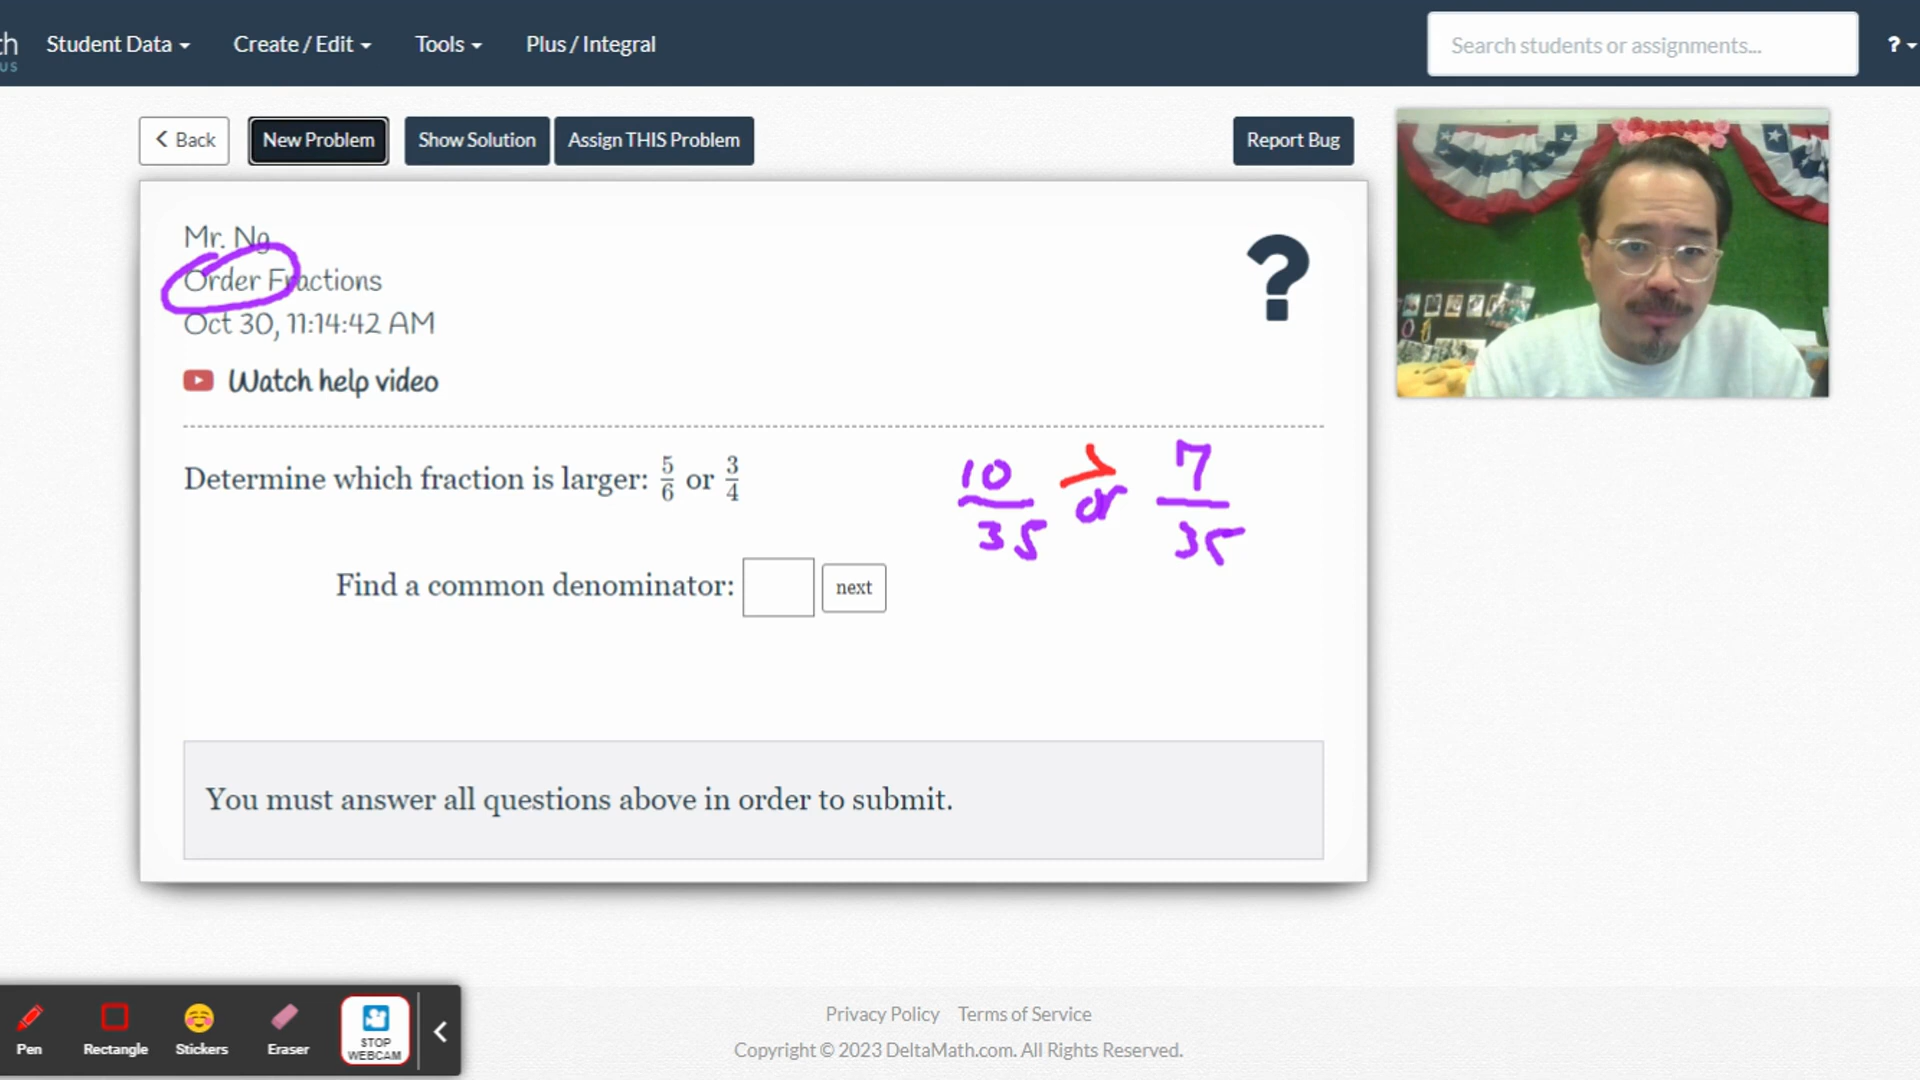 th
us
Student Data
Create / Edit
Tools
Plus / Integral
Search students or assignments...
?
Back
New Problem
Show Solution
Assign THIS Problem
Report Bug
Mr. Ng
Order Fractions
Oct 30, 11:14:42 AM
?
Watch help video
Determine which fraction is larger: 5/6 or 3/4
10/35 > or 7/35
Find a common denominator:
next
You must answer all questions above in order to submit.
Pen
Rectangle
Stickers
Eraser
STOP
WEBCAM
Privacy Policy Terms of Service
Copyright © 2023 DeltaMath.com. All Rights Reserved.